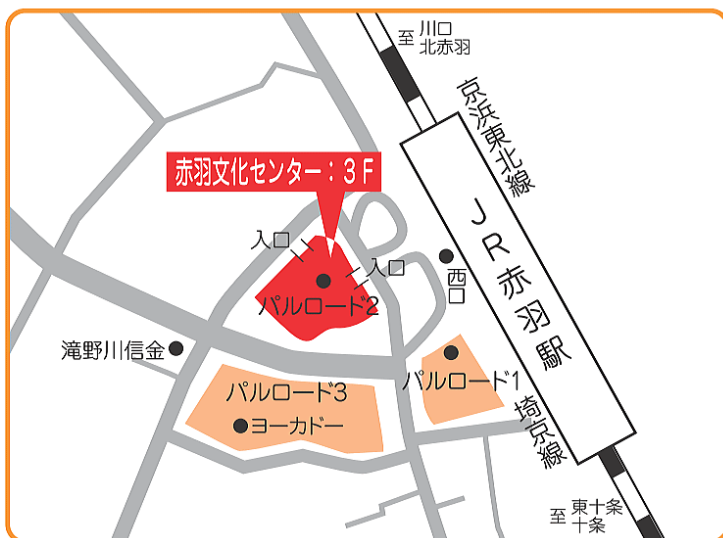 至 川口
北赤羽
京浜東北線
赤羽文化センター：３Ｆ
JR赤羽駅
入口
入口
西口
パルロード2
滝野川信金
パルロード1
パルロード3
ヨーカドー
埼京線
至 東十条
十条